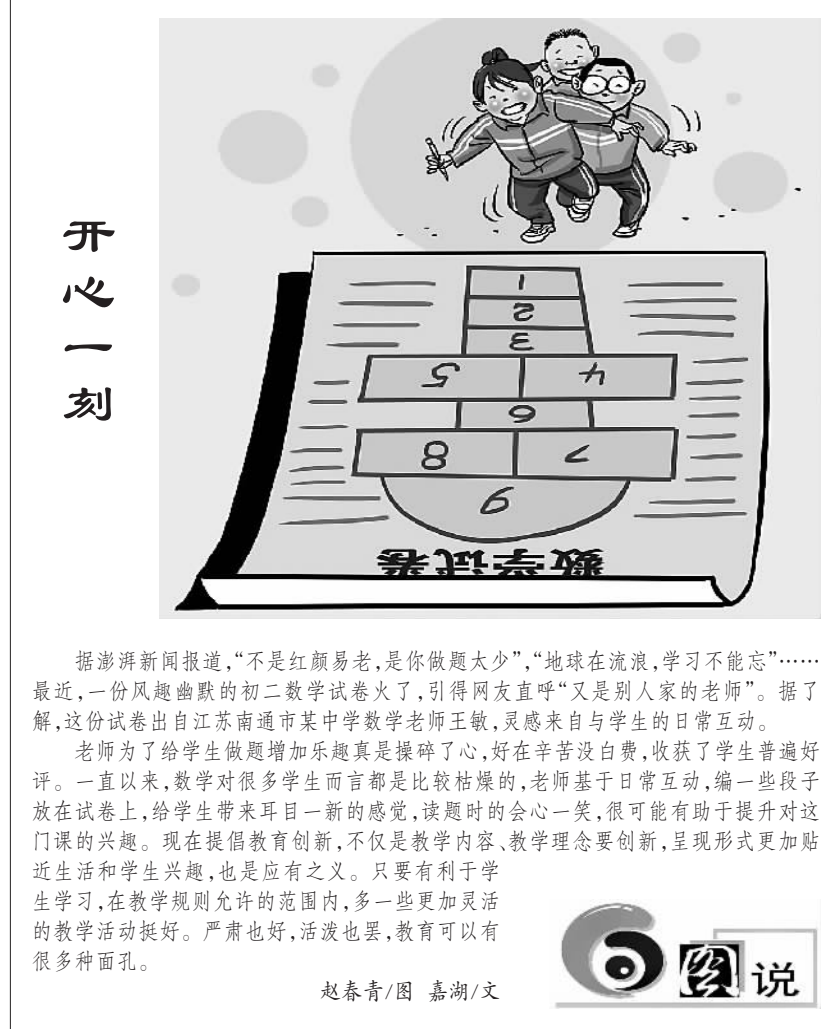 开心一刻
1
2
3
5 4
6
8 7
9
数学试卷
据澎湃新闻报道，“不是红颜易老，是你做题太少”，“地球在流浪，学习不能忘”……
最近，一份风趣幽默的初二数学试卷火了，引得网友直呼“又是别人家的老师”。据了
解，这份试卷出自江苏南通市某中学数学老师王敏，灵感来自与学生的日常互动。
老师为了给学生做题增加乐趣真是操碎了心，好在辛苦没白费，收获了学生普遍好
评。一直以来，数学对很多学生而言都是比较枯燥的，老师基于日常互动，编一些段子
放在试卷上，给学生带来耳目一新的感觉，读题时的会心一笑，很可能有助于提升对这
门课的兴趣。现在提倡教育创新，不仅是教学内容、教学理念要创新，呈现形式更加贴
近生活和学生兴趣，也是应有之义。只要有利于学
生学习，在教学规则允许的范围内，多一些更加灵活
的教学活动挺好。严肃也好，活泼也罢，教育可以有
很多种面孔。
赵春青/图 嘉湖/文
图说